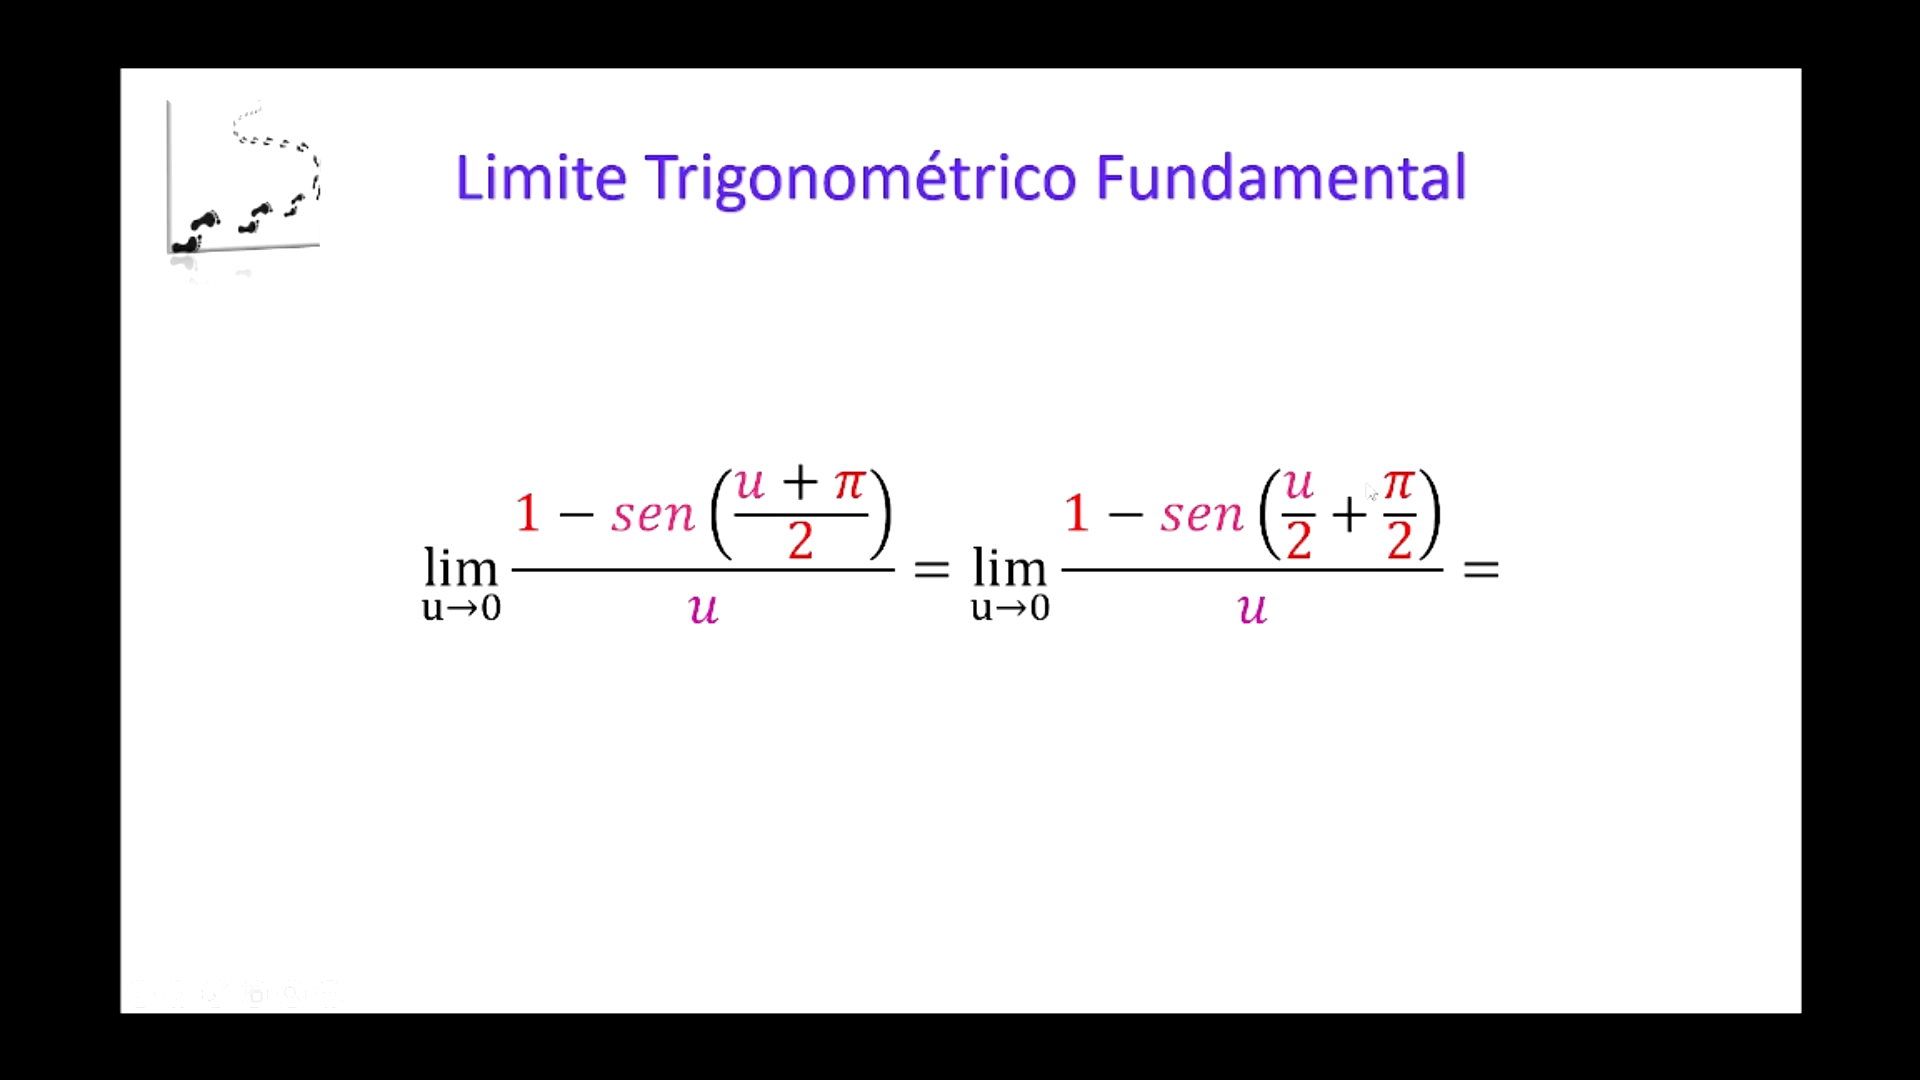 Limite Trigonométrico Fundamental
lim u→0 1 − sen (u + π / 2) / u = lim u→0 1 − sen (u/2 + π/2) / u =